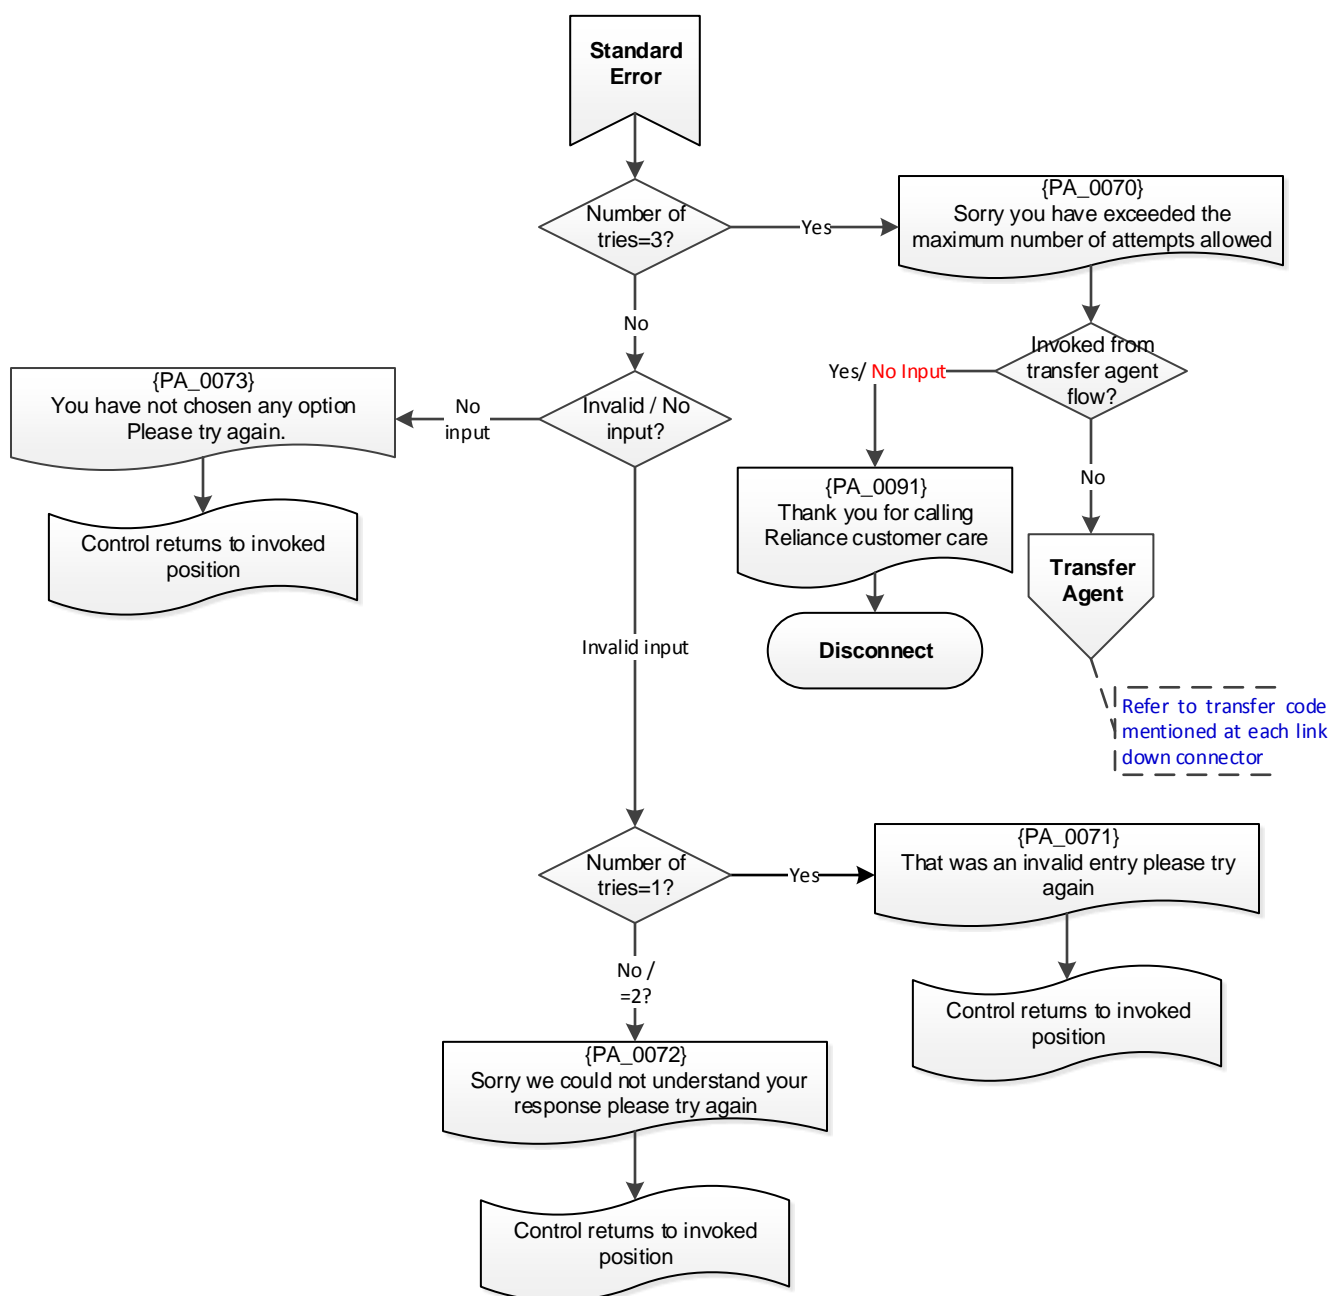 Standard
Error
Number of
tries=3?
Yes
{PA_0070}
Sorry you have exceeded the
maximum number of attempts allowed
No
Invoked from
transfer agent
flow?
Yes/ No Input
{PA_0073}
You have not chosen any option
Please try again.
No
input
Invalid / No
input?
Control returns to invoked
position
{PA_0091}
Thank you for calling
Reliance customer care
No
Transfer
Agent
Disconnect
Invalid input
Refer to transfer code
mentioned at each link
down connector
Number of
tries=1?
Yes
{PA_0071}
That was an invalid entry please try
again
No /
=2?
Control returns to invoked
position
{PA_0072}
Sorry we could not understand your
response please try again
Control returns to invoked
position